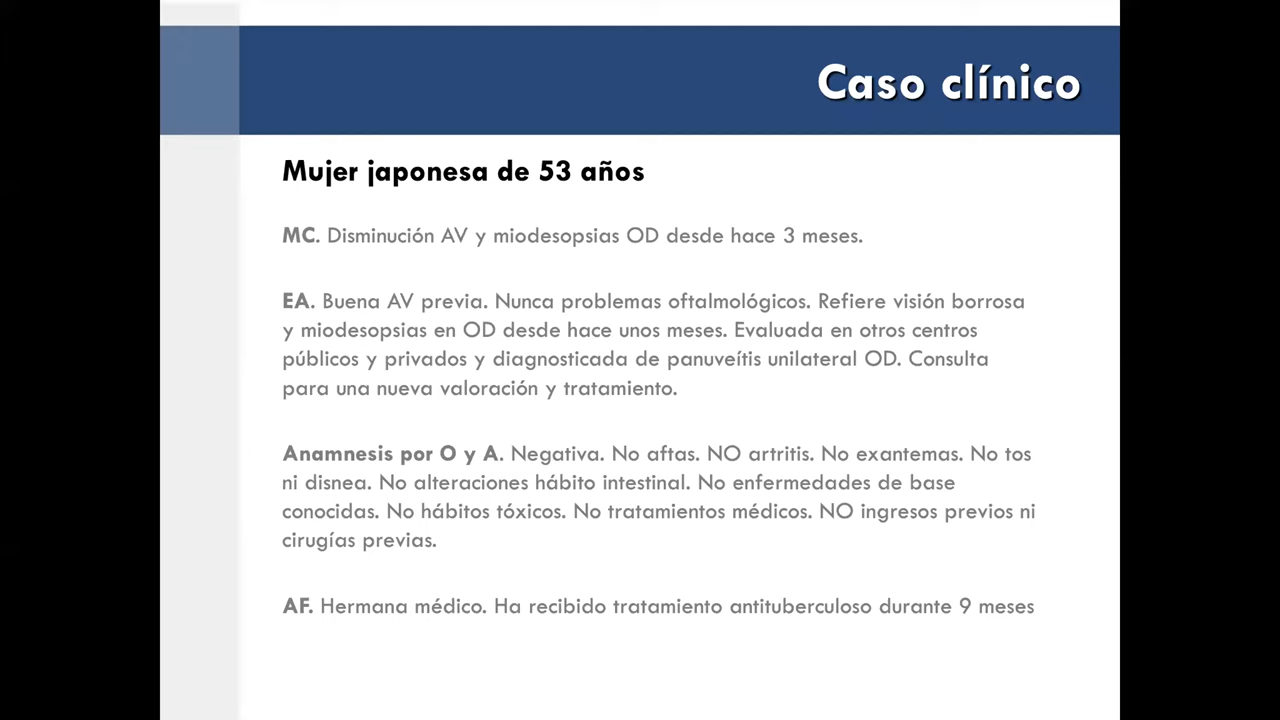 Caso clínico
Mujer japonesa de 53 años
MC. Disminución AV y miodesopsias OD desde hace 3 meses.
EA. Buena AV previa. Nunca problemas oftalmológicos. Refiere visión borrosa
y miodesopsias en OD desde hace unos meses. Evaluada en otros centros
públicos y privados y diagnosticada de panuveítis unilateral OD. Consulta
para una nueva valoración y tratamiento.
Anamnesis por O y A. Negativa. No aftas. NO artritis. No exantemas. No tos
ni disnea. No alteraciones hábito intestinal. No enfermedades de base
conocidas. No hábitos tóxicos. No tratamientos médicos. NO ingresos previos ni
cirugías previas.
AF. Hermana médico. Ha recibido tratamiento antituberculoso durante 9 meses